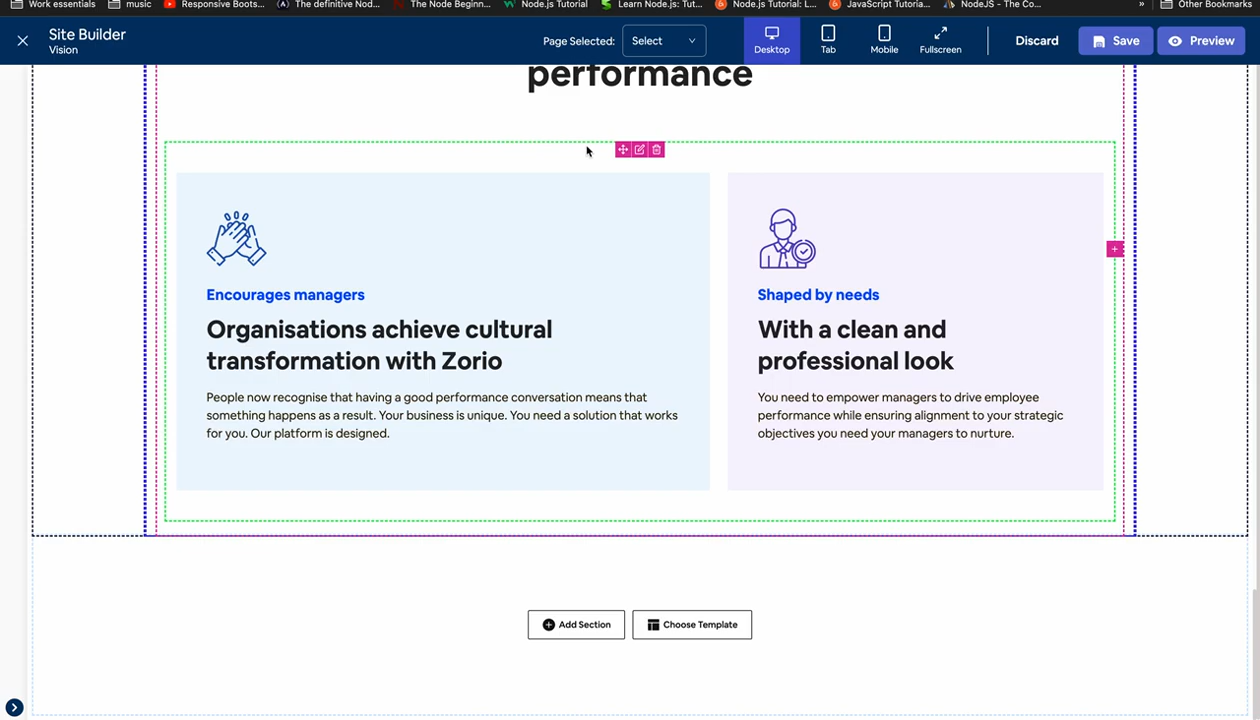 Work essentials
music
Responsive Boots...
The definitive Nod...
The Node Beginn...
Node.js Tutorial
Learn Node.js: Tut...
Node.js Tutorial: L...
JavaScript Tutoria...
NodeJS - The Co...
»
Other Bookmarks
Site Builder
Vision
Page Selected:
Select
Desktop
Tab
Mobile
Fullscreen
Discard
Save
Preview
performance
Encourages managers
Organisations achieve cultural
transformation with Zorio
People now recognise that having a good performance conversation means that
something happens as a result. Your business is unique. You need a solution that works
for you. Our platform is designed.
Shaped by needs
With a clean and
professional look
You need to empower managers to drive employee
performance while ensuring alignment to your strategic
objectives you need your managers to nurture.
Add Section
Choose Template